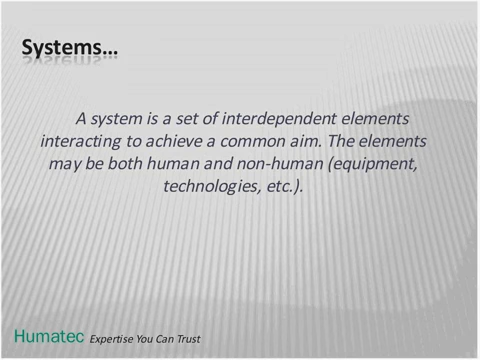 Systems…
A system is a set of interdependent elements
interacting to achieve a common aim. The elements
may be both human and non-human (equipment,
technologies, etc.).
Humatec Expertise You Can Trust